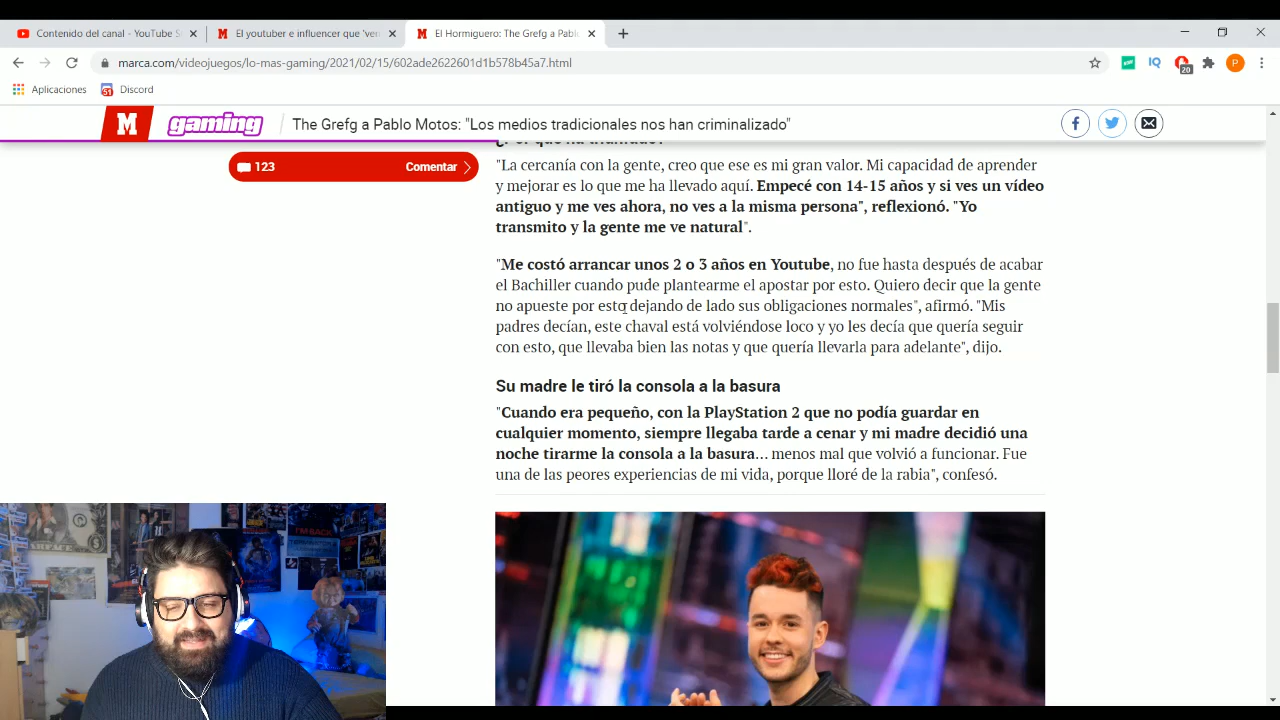 Contenido del canal - YouTube S
El youtuber e influencer que 'ven
El Hormiguero: The Grefg a Pablo
marca.com/videojuegos/lo-mas-gaming/2021/02/15/602ade2622601d1b578b45a7.html
IQ
20
P
Aplicaciones
51
Discord
M gaming
The Grefg a Pablo Motos: "Los medios tradicionales nos han criminalizado"
123
Comentar
"La cercanía con la gente, creo que ese es mi gran valor. Mi capacidad de aprender
y mejorar es lo que me ha llevado aquí. Empecé con 14-15 años y si ves un vídeo
antiguo y me ves ahora, no ves a la misma persona", reflexionó. "Yo
transmito y la gente me ve natural".
"Me costó arrancar unos 2 o 3 años en Youtube, no fue hasta después de acabar
el Bachiller cuando pude plantearme el apostar por esto. Quiero decir que la gente
no apueste por esto dejando de lado sus obligaciones normales", afirmó. "Mis
padres decían, este chaval está volviéndose loco y yo les decía que quería seguir
con esto, que llevaba bien las notas y que quería llevarla para adelante", dijo.
Su madre le tiró la consola a la basura
"Cuando era pequeño, con la PlayStation 2 que no podía guardar en
cualquier momento, siempre llegaba tarde a cenar y mi madre decidió una
noche tirarme la consola a la basura... menos mal que volvió a funcionar. Fue
una de las peores experiencias de mi vida, porque lloré de la rabia", confesó.